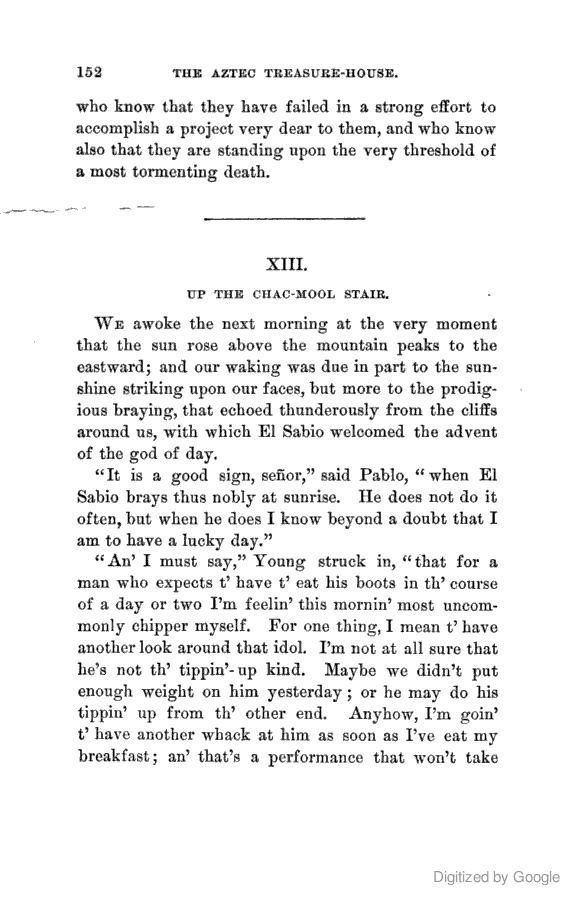 152 THE AZTEC TREASURE-HOUSE.
who know that they have failed in a strong effort to
accomplish a project very dear to them, and who know
also that they are standing upon the very threshold of
a most tormenting death.
XIII.
UP THE CHAC-MOOL STAIR.
WE awoke the next morning at the very moment
that the sun rose above the mountain peaks to the
eastward; and our waking was due in part to the sun-
shine striking upon our faces, but more to the prodig-
ious braying, that echoed thunderously from the cliffs
around us, with which El Sabio welcomed the advent
of the god of day.
“It is a good sign, señor,” said Pablo, “when El
Sabio brays thus nobly at sunrise. He does not do it
often, but when he does I know beyond a doubt that I
am to have a lucky day.”
“An’ I must say,” Young struck in, “that for a
man who expects t’ have t’ eat his boots in th’ course
of a day or two I’m feelin’ this mornin’ most uncom-
monly chipper myself. For one thing, I mean t’ have
another look around that idol. I’m not at all sure that
he’s not th’ tippin’-up kind. Maybe we didn’t put
enough weight on him yesterday; or he may do his
tippin’ up from th’ other end. Anyhow, I’m goin’
t’ have another whack at him as soon as I’ve eat my
breakfast; an’ that’s a performance that won’t take
Digitized by Google